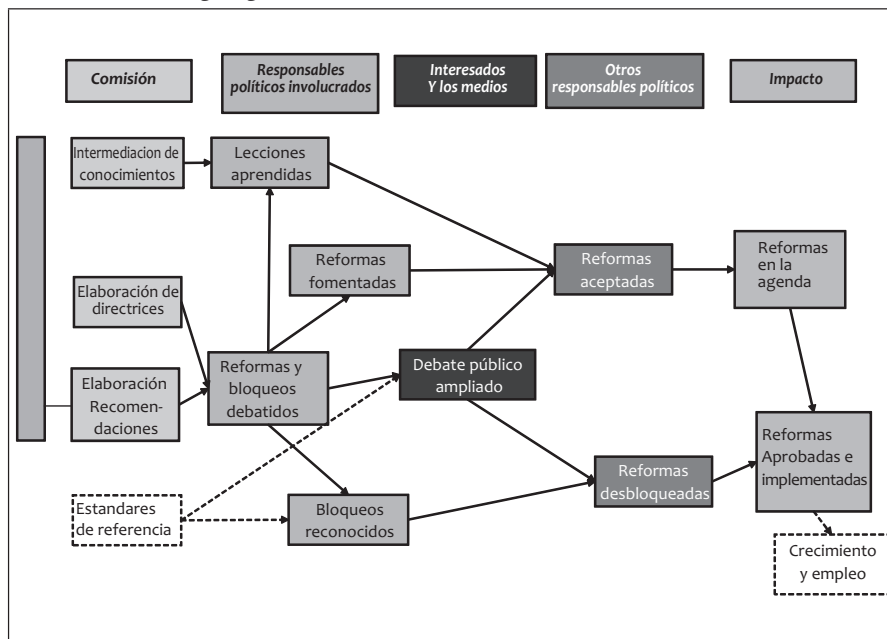 Comisión
Responsables
políticos involucrados
Interesados
Y los medios
Otros
responsables políticos
Impacto
Intermediacion de
conocimientos
Lecciones
aprendidas
Reformas
fomentadas
Reformas
aceptadas
Reformas
en la
agenda
Elaboración de
directrices
Elaboración
Recomen-
daciones
Reformas y
bloqueos
debatidos
Debate público
ampliado
Reformas
Aprobadas e
implementadas
Reformas
desbloqueadas
Estandares
de referencia
Bloqueos
reconocidos
Crecimiento
y empleo